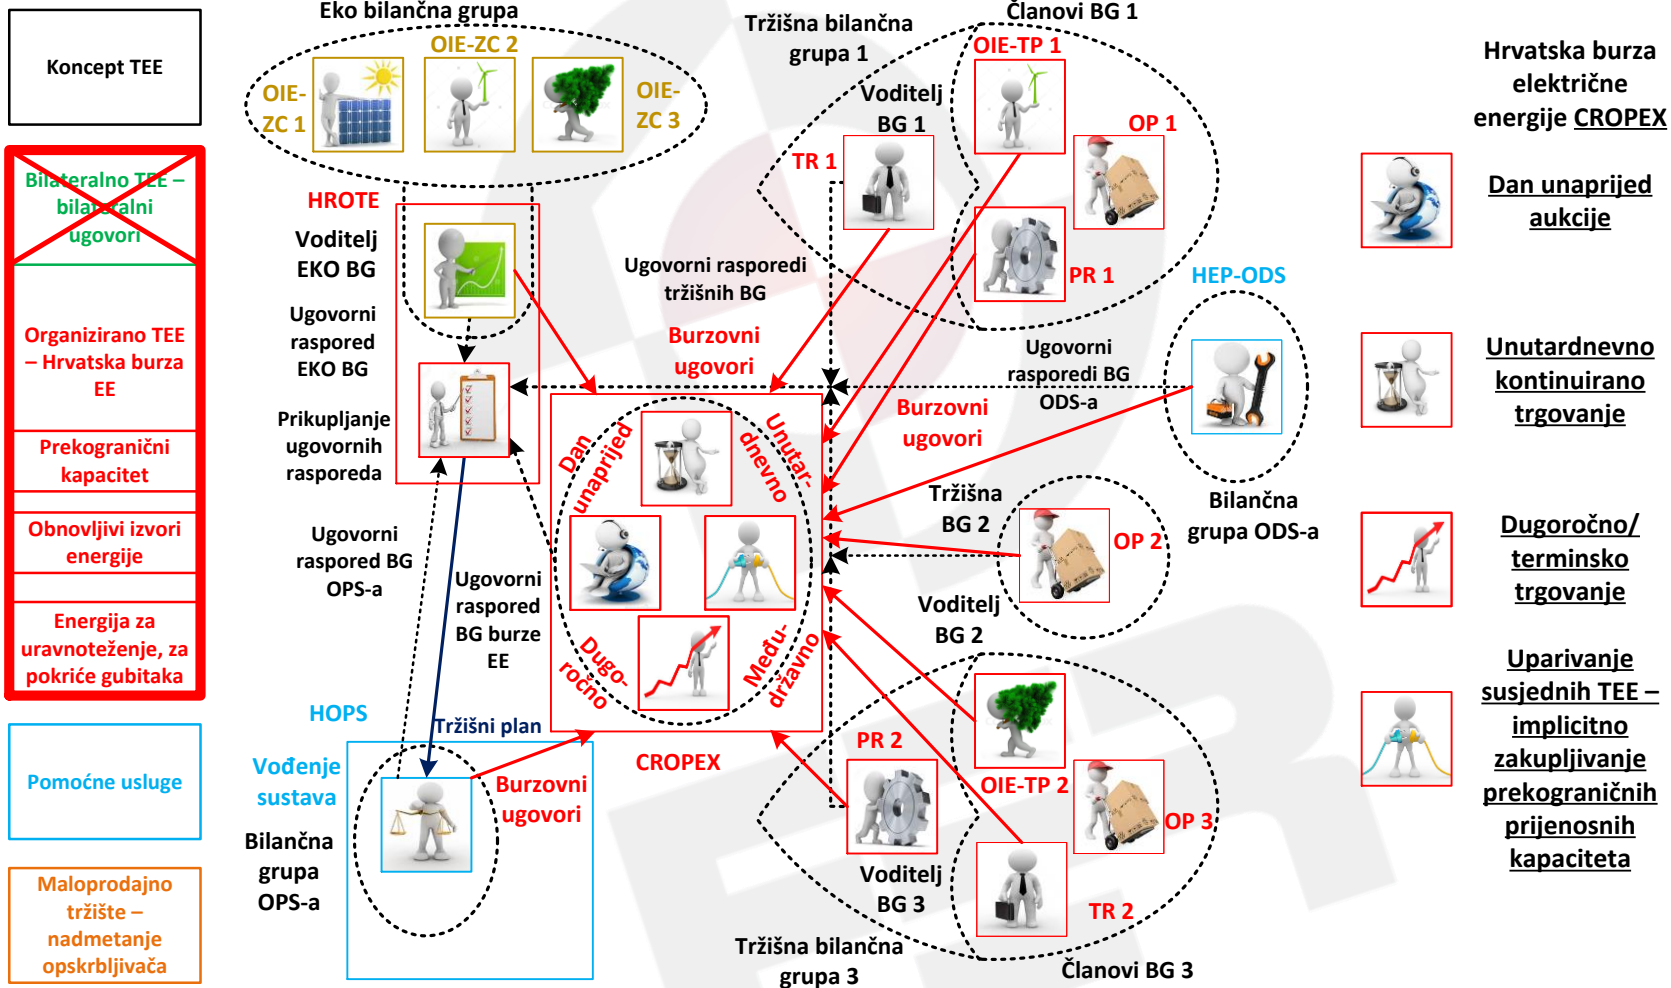 Koncept TEE
Bilateralno TEE –
bilateralni
ugovori
Organizirano TEE
– Hrvatska burza
EE
Prekogranični
kapacitet
Obnovljivi izvori
energije
Energija za
uravnoteženje, za
pokriće gubitaka
Pomoćne usluge
Maloprodajno
tržište –
nadmetanje
opskrbljivača
Eko bilančna grupa
OIE-ZC 2
OIE-
ZC 1
OIE-
ZC 3
HROTE
Voditelj
EKO BG
Ugovorni
raspored
EKO BG
Prikupljanje
ugovornih
rasporeda
Ugovorni
raspored BG
OPS-a
Ugovorni
raspored
BG burze
EE
HOPS
Tržišni plan
Vođenje
sustava
Bilančna
grupa
OPS-a
Burzovni
ugovori
Tržišna bilančna
grupa 1
Članovi BG 1
OIE-TP 1
Voditelj
BG 1
TR 1
OP 1
PR 1
Ugovorni rasporedi
tržišnih BG
Burzovni
ugovori
Ugovorni
rasporedi BG
ODS-a
Burzovni
ugovori
HEP-ODS
Bilančna
grupa ODS-a
Dan
unaprijed
Unutar-
dnevno
Dugo-
ročno
Među-
državno
CROPEX
Tržišna
BG 2
OP 2
Voditelj
BG 2
PR 2
OIE-TP 2
OP 3
Voditelj
BG 3
TR 2
Tržišna bilančna
grupa 3
Članovi BG 3
Hrvatska burza
električne
energije CROPEX
Dan unaprijed
aukcije
Unutardnevno
kontinuirano
trgovanje
Dugoročno/
terminsko
trgovanje
Uparivanje
susjednih TEE –
implicitno
zakupljivanje
prekograničnih
prijenosnih
kapaciteta